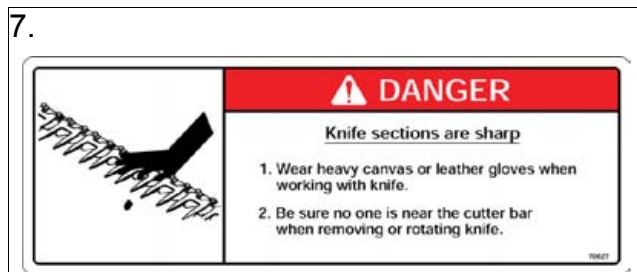 7.
DANGER
Knife sections are sharp
1. Wear heavy canvas or leather gloves when
working with knife.
2. Be sure no one is near the cutter bar
when removing or rotating knife.
70627